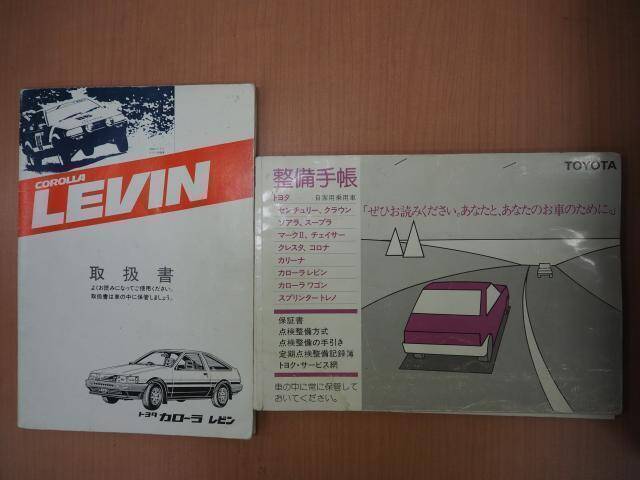 COROLLA
LEVIN
取扱書
よくお読みになってご使用ください。
取扱書は車の中に保管しましょう。
トヨタ カローラ レビン
整備手帳
TOYOTA
トヨタ 自家用乗用車
センチュリー、クラウン
ソアラ、スープラ
マークII、チェイサー
クレスタ、コロナ
カリーナ
カローラ レビン
カローラ ワゴン
スプリンター トレノ
「ぜひお読みください。あなたと、あなたのお車のために。」
保証書
点検整備方式
点検整備の手引き
定期点検整備記録簿
トヨタ・サービス網
車の中に常に保管して
おいてください。